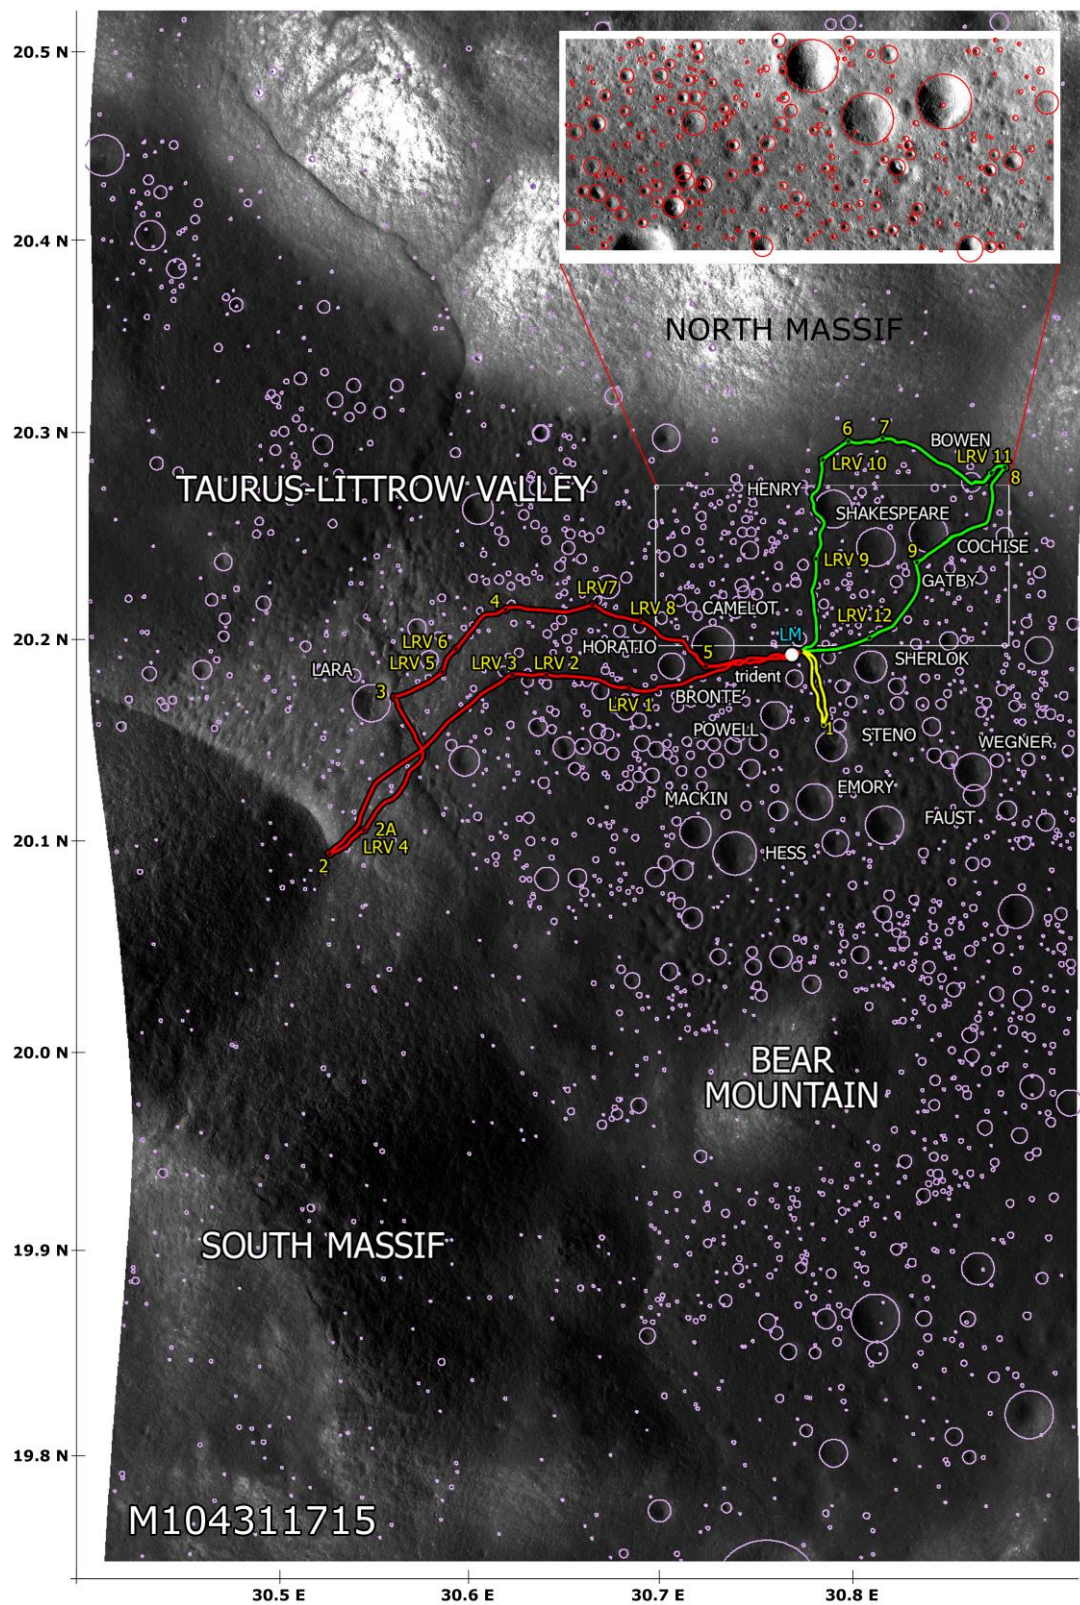 20.5 N
20.4 N
NORTH MASSIF
20.3 N
6
7
BOWEN
LRV 11
LRV 10
8
TAURUS-LITTROW VALLEY
HENRY
SHAKESPEARE
COCHISE
9
LRV 9
GATBY
LRV7
4
LRV 8
CAMELOT
LRV 12
20.2 N
LRV 6
HORATIO
LM
5
SHERLOK
LRV 5
LRV 3
LRV 2
LARA
trident
3
LRV 1
BRONTE'
POWELL
1
STENO
WEGNER
EMORY
MACKIN
FAUST
2A
20.1 N
LRV 4
HESS
2
20.0 N
BEAR
MOUNTAIN
SOUTH MASSIF
19.9 N
19.8 N
M104311715
30.5 E
30.6 E
30.7 E
30.8 E